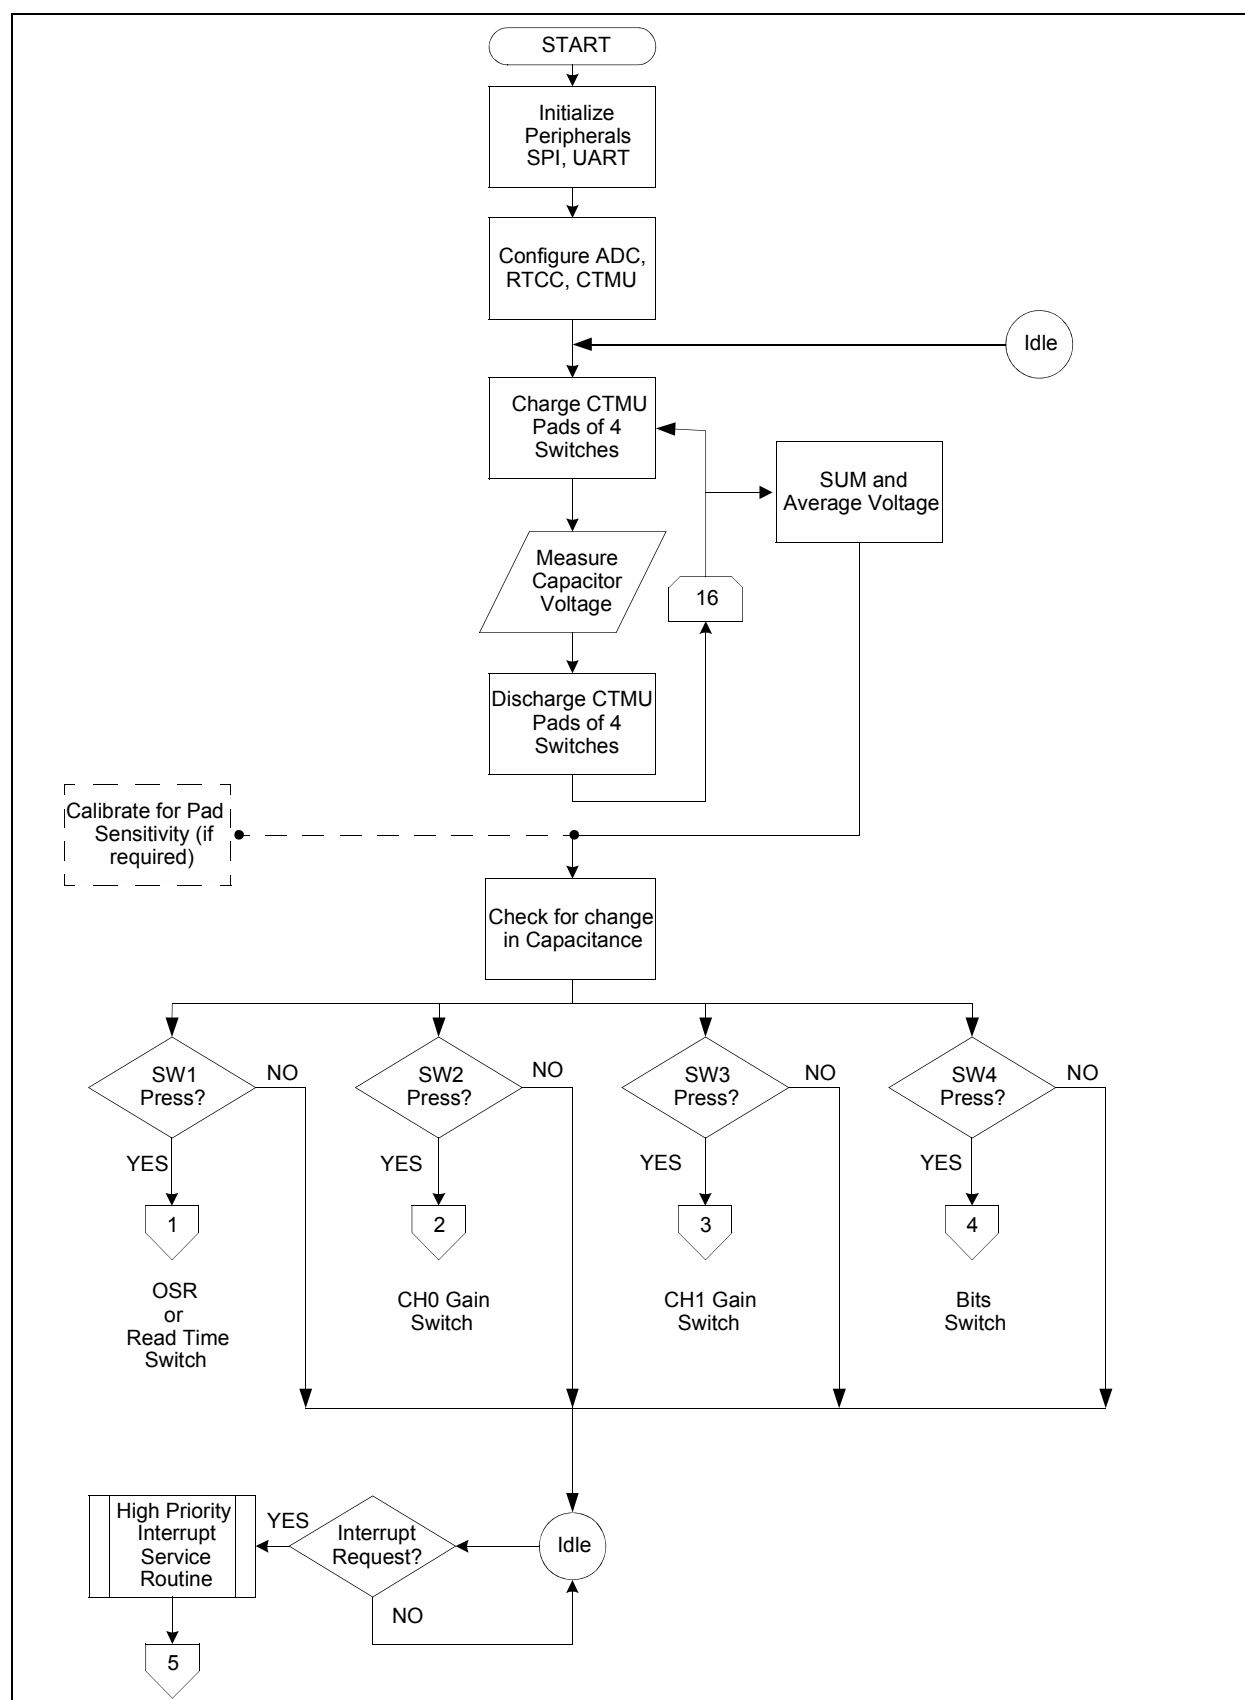 START
Initialize
Peripherals
SPI, UART
Configure ADC,
RTCC, CTMU
Idle
Charge CTMU
Pads of 4
Switches
SUM and
Average Voltage
Measure
Capacitor
Voltage
16
Discharge CTMU
Pads of 4
Switches
Calibrate for Pad
Sensitivity (if
required)
Check for change
in Capacitance
SW1
Press?
NO
SW2
Press?
NO
SW3
Press?
NO
SW4
Press?
NO
YES
YES
YES
YES
1
2
3
4
OSR
or
Read Time
Switch
CH0 Gain
Switch
CH1 Gain
Switch
Bits
Switch
High Priority
Interrupt
Service
Routine
YES
Interrupt
Request?
Idle
NO
5